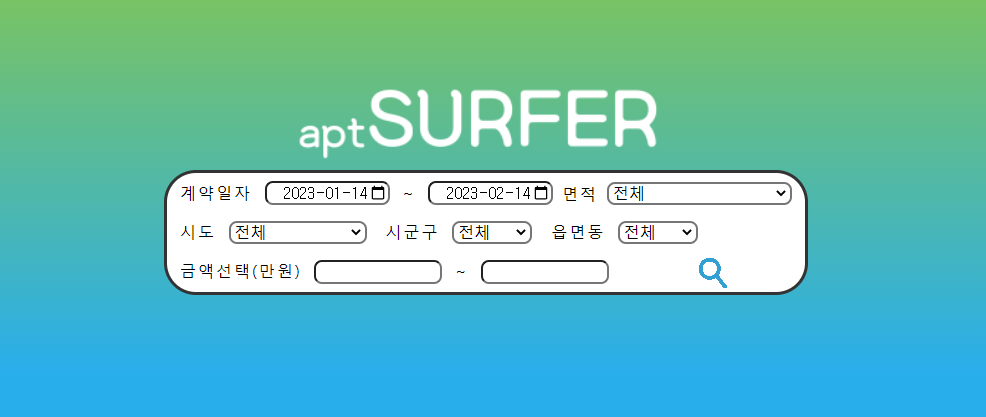 aptSURFER
계약일자 2023-01-14 ~ 2023-02-14 면적 전체
시도 전체 시군구 전체 읍면동 전체
금액선택(만원) ~